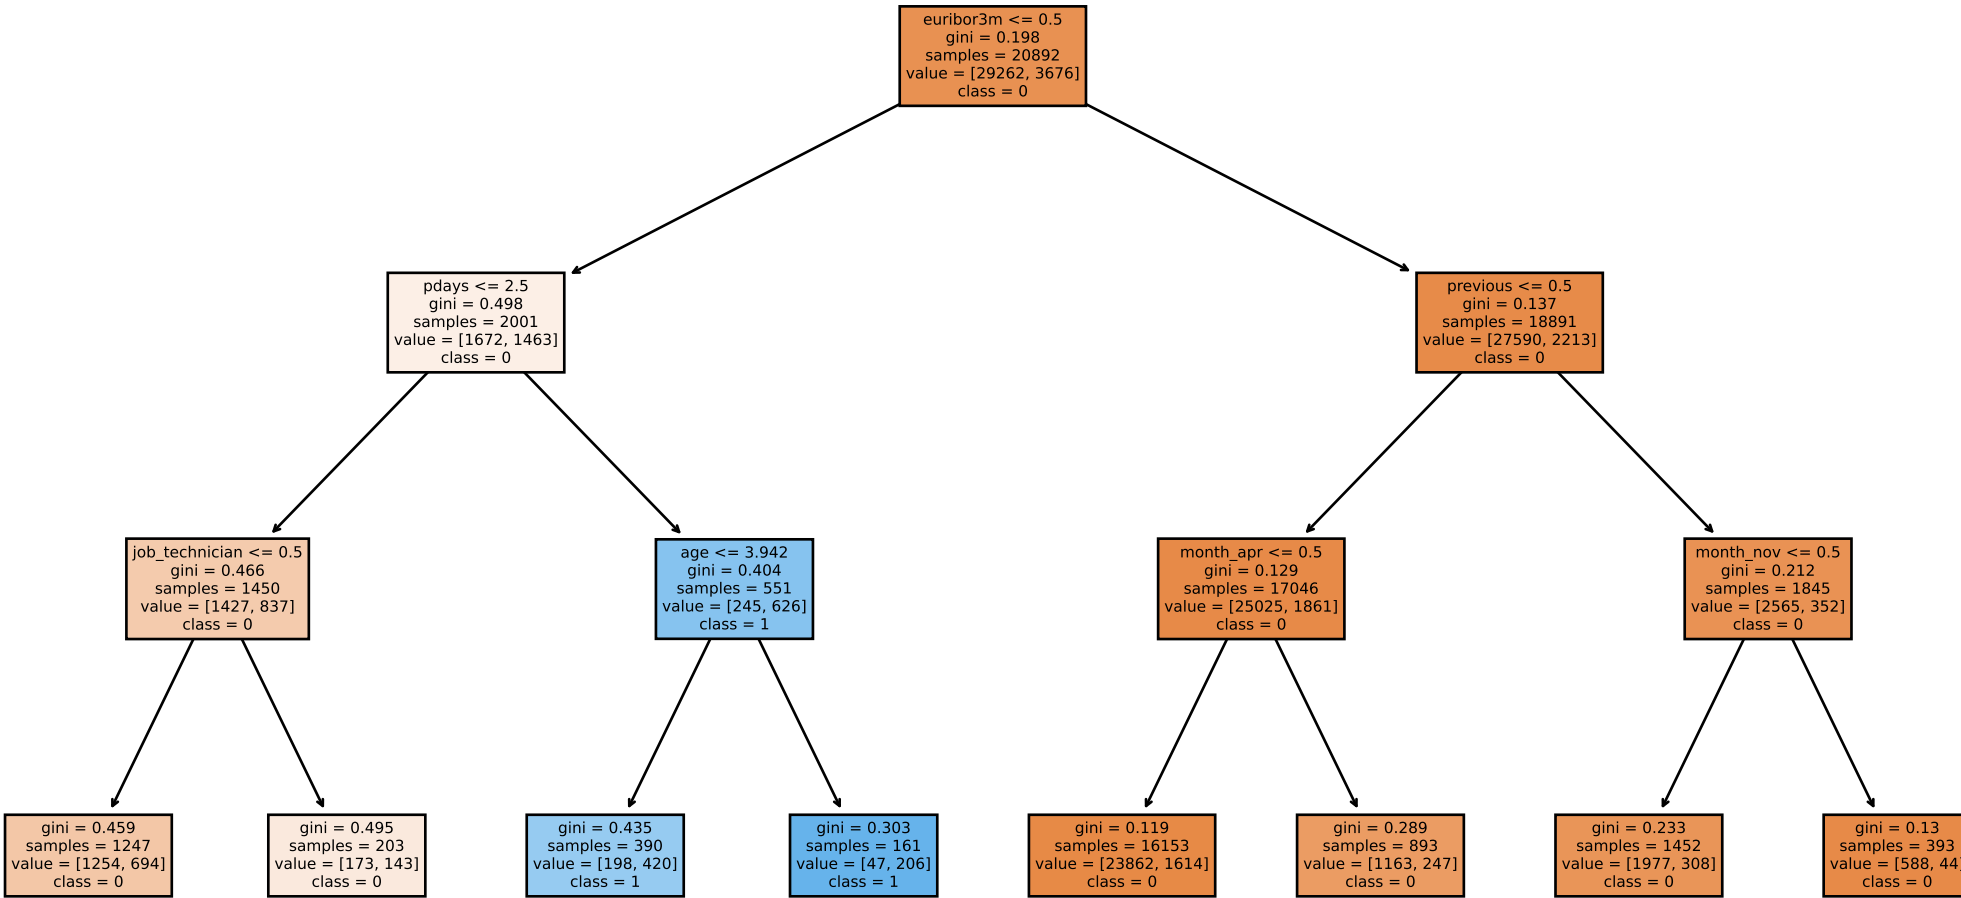 euribor3m <= 0.5
gini = 0.198
samples = 20892
value = [29262, 3676]
class = 0
pdays <= 2.5
gini = 0.498
samples = 2001
value = [1672, 1463]
class = 0
previous <= 0.5
gini = 0.137
samples = 18891
value = [27590, 2213]
class = 0
job_technician <= 0.5
gini = 0.466
samples = 1450
value = [1427, 837]
class = 0
age <= 3.942
gini = 0.404
samples = 551
value = [245, 626]
class = 1
month_apr <= 0.5
gini = 0.129
samples = 17046
value = [25025, 1861]
class = 0
month_nov <= 0.5
gini = 0.212
samples = 1845
value = [2565, 352]
class = 0
gini = 0.459
samples = 1247
value = [1254, 694]
class = 0
gini = 0.495
samples = 203
value = [173, 143]
class = 0
gini = 0.435
samples = 390
value = [198, 420]
class = 1
gini = 0.303
samples = 161
value = [47, 206]
class = 1
gini = 0.119
samples = 16153
value = [23862, 1614]
class = 0
gini = 0.289
samples = 893
value = [1163, 247]
class = 0
gini = 0.233
samples = 1452
value = [1977, 308]
class = 0
gini = 0.13
samples = 393
value = [588, 44]
class = 0